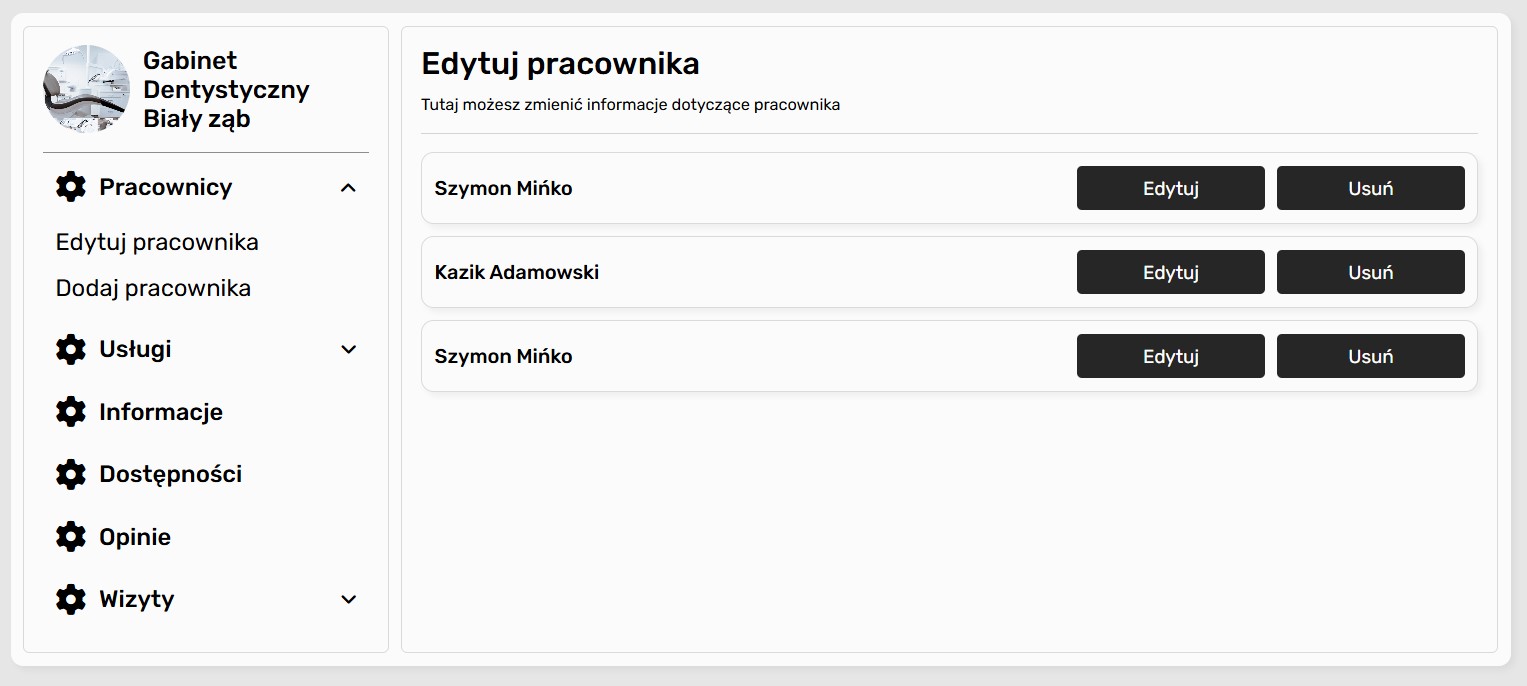 Gabinet
Dentystyczny
Biały ząb
Pracownicy
Edytuj pracownika
Dodaj pracownika
Usługi
Informacje
Dostępności
Opinie
Wizyty
Edytuj pracownika
Tutaj możesz zmienić informacje dotyczące pracownika
Szymon Mińko Edytuj Usuń
Kazik Adamowski Edytuj Usuń
Szymon Mińko Edytuj Usuń